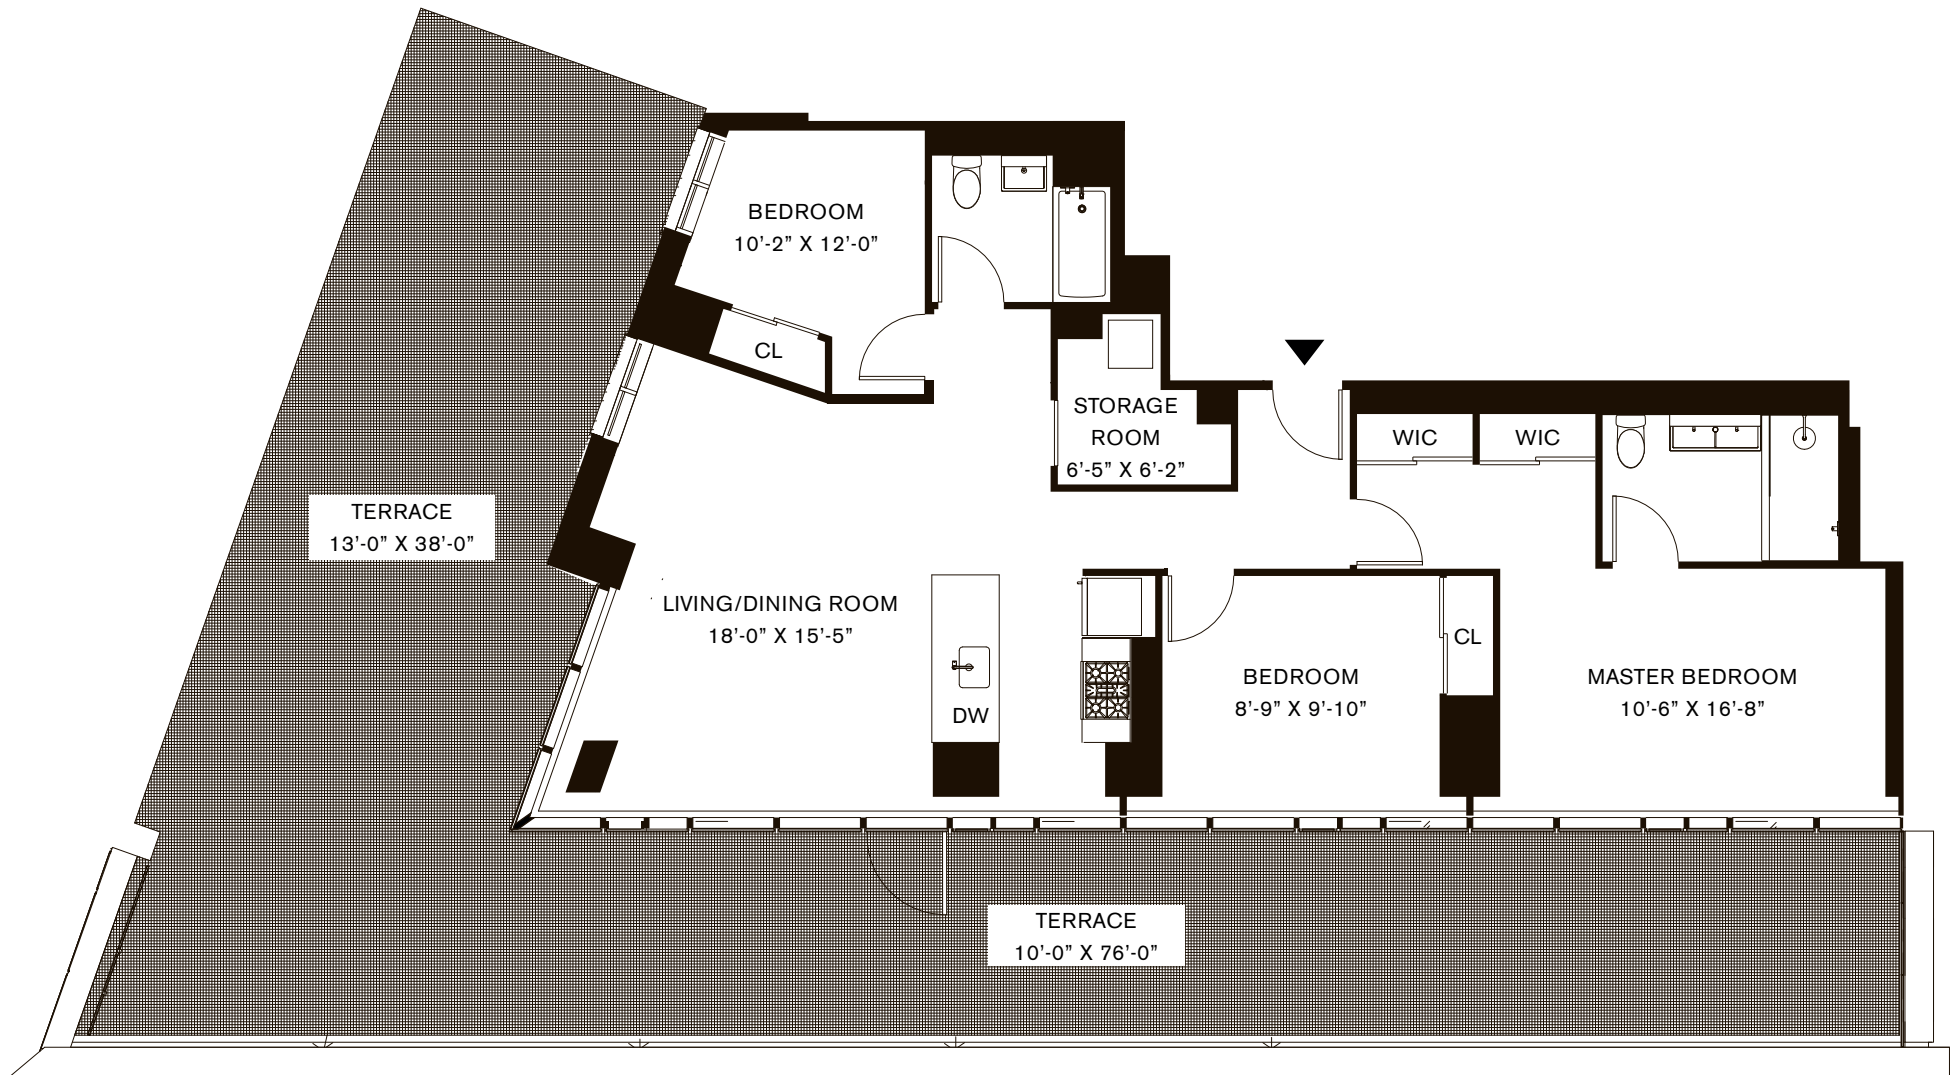 BEDROOM
10’-2” X 12’-0”
CL
STORAGE
ROOM
6’-5” X 6’-2”
WIC
WIC
TERRACE
13’-0” X 38’-0”
LIVING/DINING ROOM
18’-0” X 15’-5”
DW
BEDROOM
8’-9” X 9’-10”
CL
MASTER BEDROOM
10’-6” X 16’-8”
TERRACE
10’-0” X 76’-0”